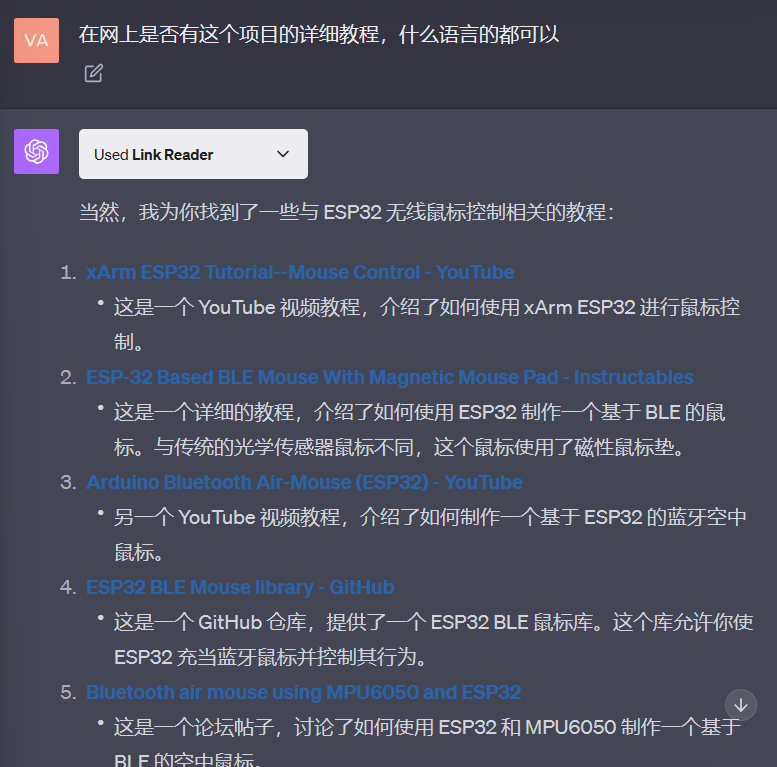 VA
在网上是否有这个项目的详细教程，什么语言的都可以
Used Link Reader
当然，我为你找到了一些与 ESP32 无线鼠标控制相关的教程：
1. xArm ESP32 Tutorial--Mouse Control - YouTube
• 这是一个 YouTube 视频教程，介绍了如何使用 xArm ESP32 进行鼠标控
制。
2. ESP-32 Based BLE Mouse With Magnetic Mouse Pad - Instructables
• 这是一个详细的教程，介绍了如何使用 ESP32 制作一个基于 BLE 的鼠
标。与传统的光学传感器鼠标不同，这个鼠标使用了磁性鼠标垫。
3. Arduino Bluetooth Air-Mouse (ESP32) - YouTube
• 另一个 YouTube 视频教程，介绍了如何制作一个基于 ESP32 的蓝牙空中
鼠标。
4. ESP32 BLE Mouse library - GitHub
• 这是一个 GitHub 仓库，提供了一个 ESP32 BLE 鼠标库。这个库允许你使
ESP32 充当蓝牙鼠标并控制其行为。
5. Bluetooth air mouse using MPU6050 and ESP32
• 这是一个论坛帖子，讨论了如何使用 ESP32 和 MPU6050 制作一个基于
BLE 的空中鼠标。